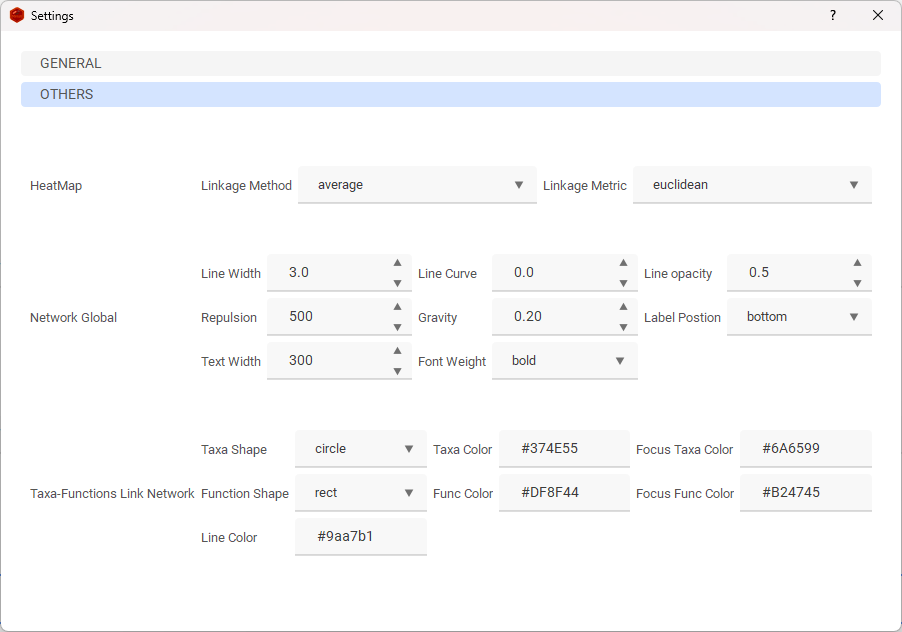 Settings ?
GENERAL
OTHERS
HeatMap Linkage Method average Linkage Metric euclidean
Line Width 3.0 Line Curve 0.0 Line opacity 0.5
Network Global Repulsion 500 Gravity 0.20 Label Postion bottom
Text Width 300 Font Weight bold
Taxa Shape circle Taxa Color #374E55 Focus Taxa Color #6A6599
Taxa-Functions Link Network Function Shape rect Func Color #DF8F44 Focus Func Color #B24745
Line Color #9aa7b1